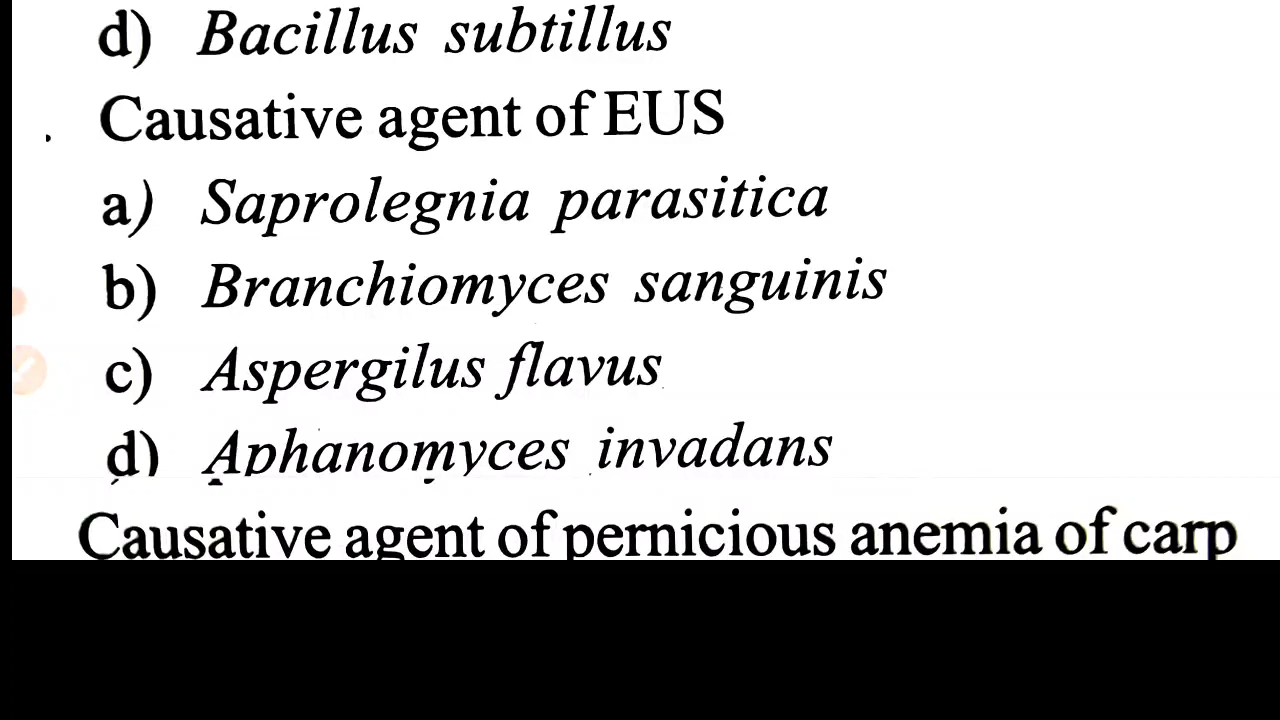 d) Bacillus subtillus
. Causative agent of EUS
a) Saprolegnia parasitica
b) Branchiomyces sanguinis
c) Aspergilus flavus
d) Aphanomyces invadans
Causative agent of pernicious anemia of carp